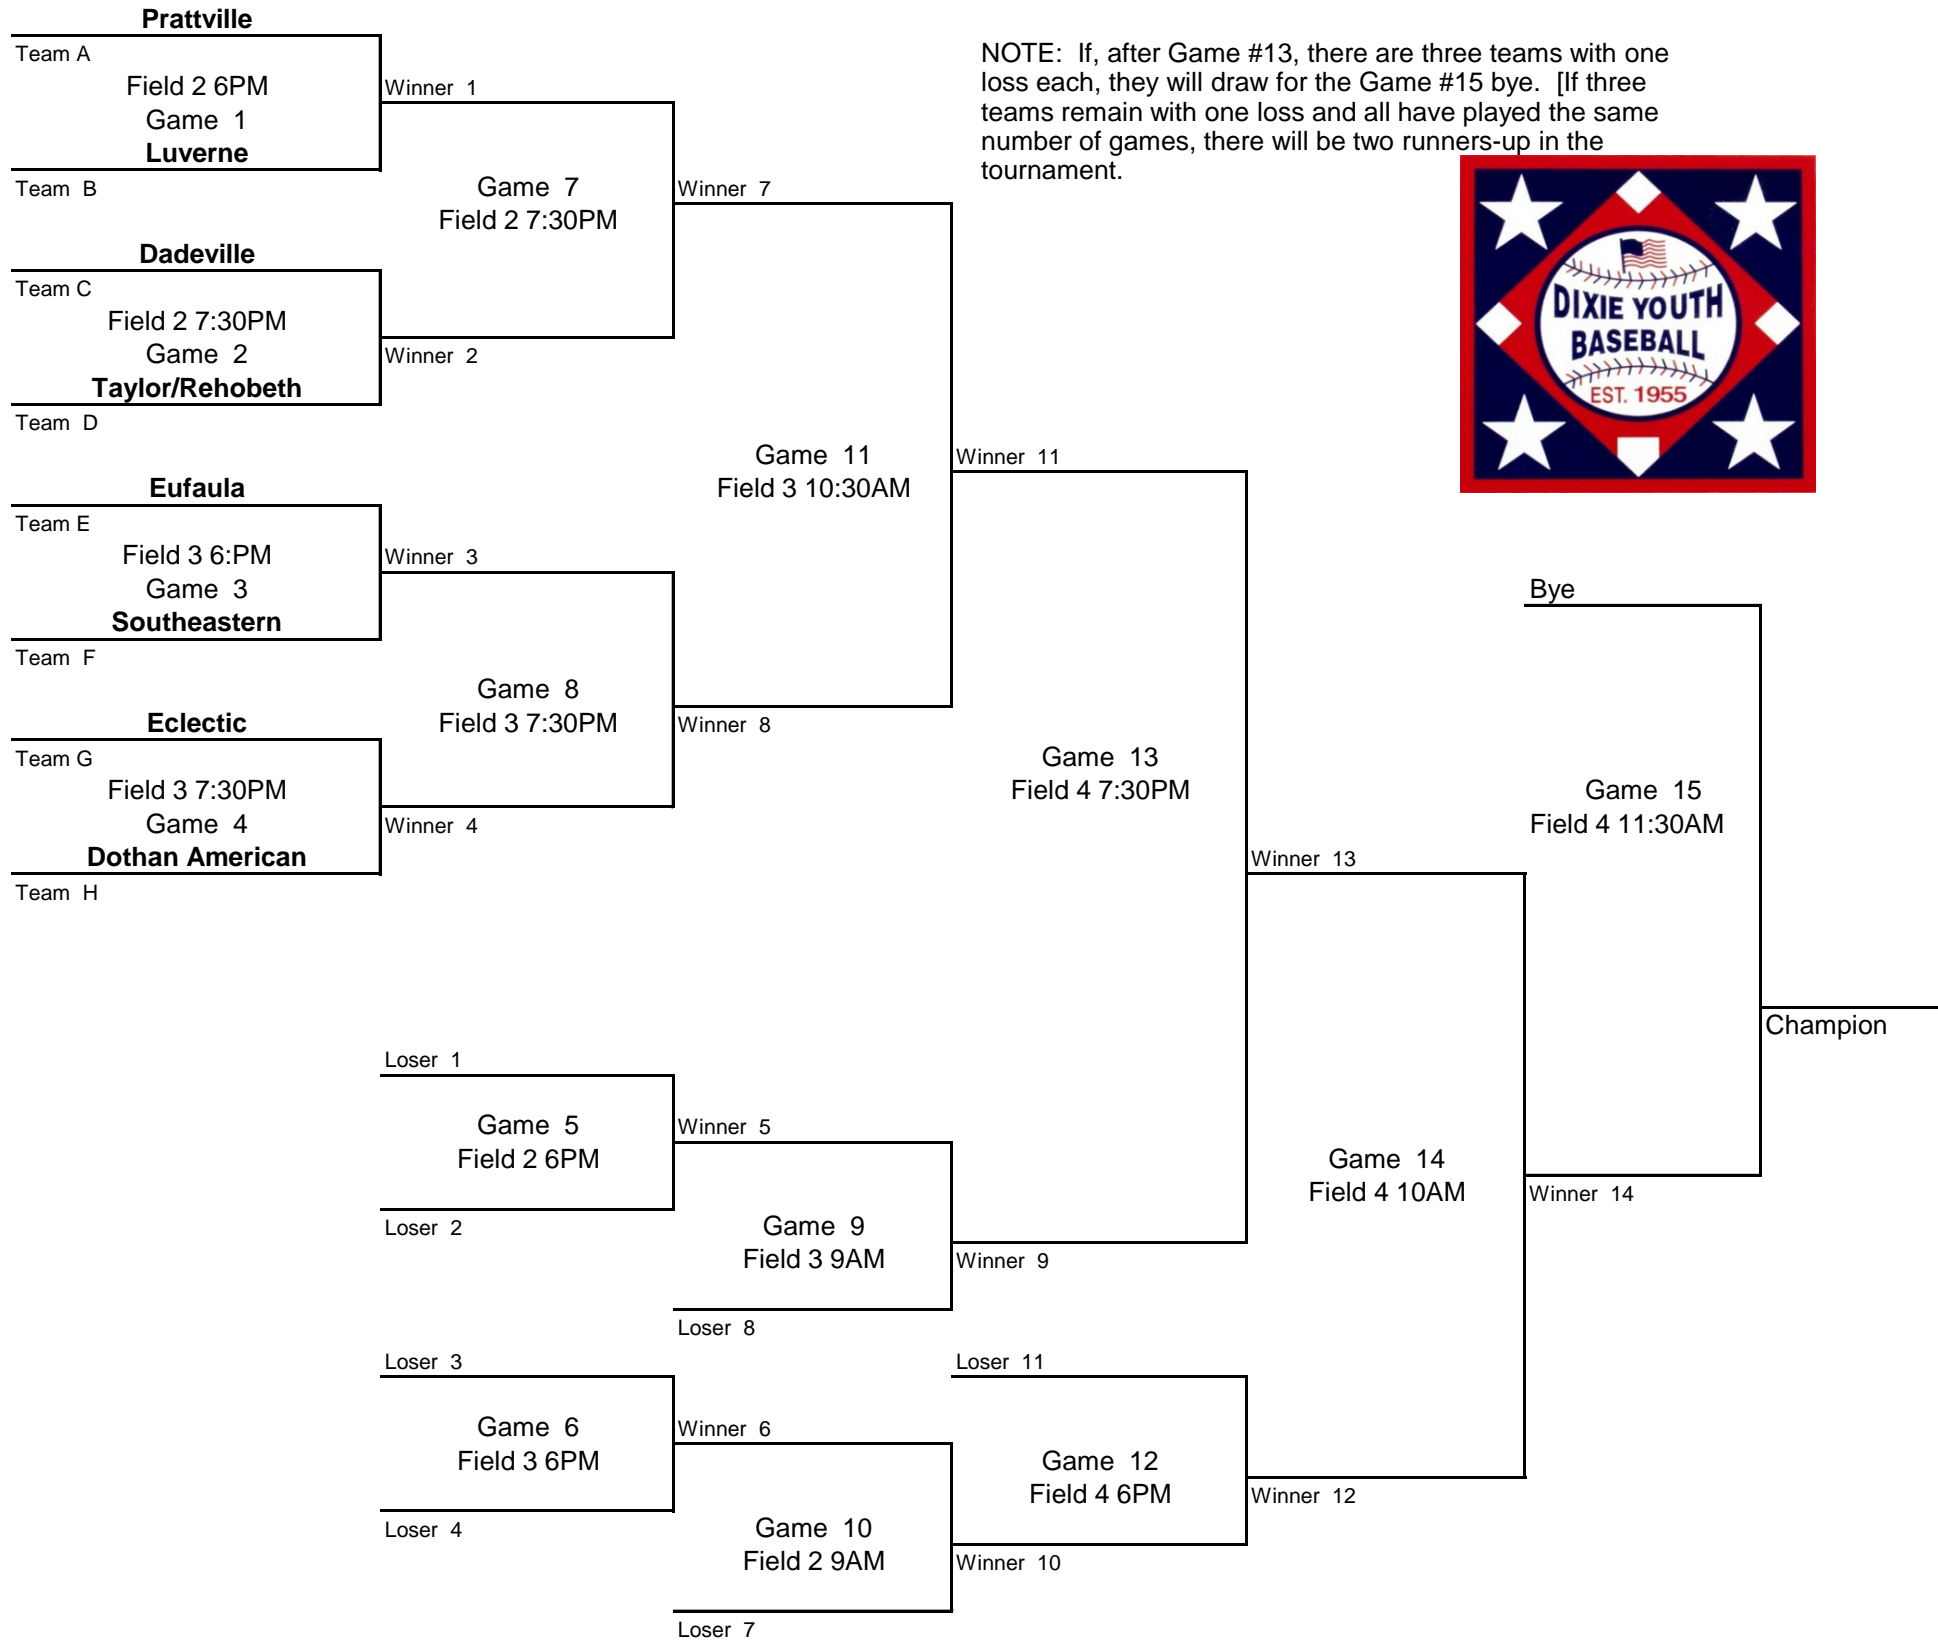 Prattville
Team A
Field 2 6PM
Game 1
Luverne
Team B
Dadeville
Team C
Field 2 7:30PM
Game 2
Taylor/Rehobeth
Team D
Eufaula
Team E
Field 3 6:PM
Game 3
Southeastern
Team F
Eclectic
Team G
Field 3 7:30PM
Game 4
Dothan American
Team H
Winner 1
Game 7
Field 2 7:30PM
Winner 2
Winner 3
Game 8
Field 3 7:30PM
Winner 4
Loser 1
Game 5
Field 2 6PM
Loser 2
Loser 3
Game 6
Field 3 6PM
Loser 4
Winner 7
Game 11
Field 3 10:30AM
Winner 8
Winner 5
Game 9
Field 3 9AM
Loser 8
Winner 6
Game 10
Field 2 9AM
Loser 7
NOTE: If, after Game #13, there are three teams with one
loss each, they will draw for the Game #15 bye. [If three
teams remain with one loss and all have played the same
number of games, there will be two runners-up in the
tournament.
DIXIE YOUTH
BASEBALL
EST. 1955
Winner 11
Game 13
Field 4 7:30PM
Winner 9
Loser 11
Game 12
Field 4 6PM
Winner 10
Winner 13
Game 14
Field 4 10AM
Winner 12
Bye
Game 15
Field 4 11:30AM
Winner 14
Champion